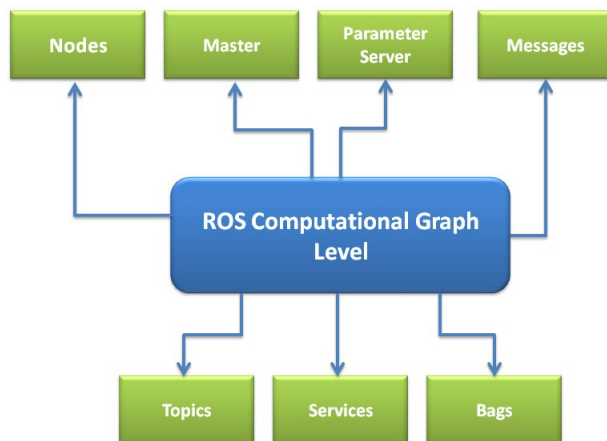 Nodes
Master
Parameter
Server
Messages
ROS Computational Graph
Level
Topics
Services
Bags